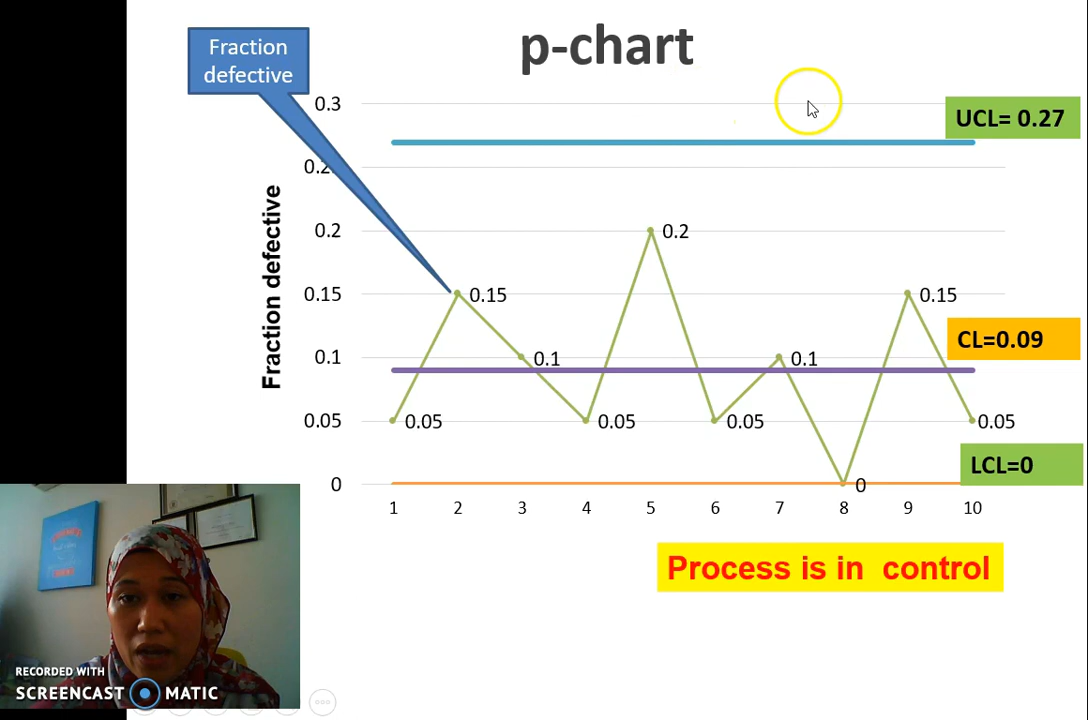 p-chart
Fraction
defective
0.3
UCL= 0.27
0.2
0.2
0.2
0.15
0.15
0.15
0.1
0.1
0.1
CL=0.09
0.05
0.05
0.05
0.05
0.05
LCL=0
0
0
Fraction defective
1 2 3 4 5 6 7 8 9 10
Process is in control
RECORDED WITH
SCREENCAST MATIC